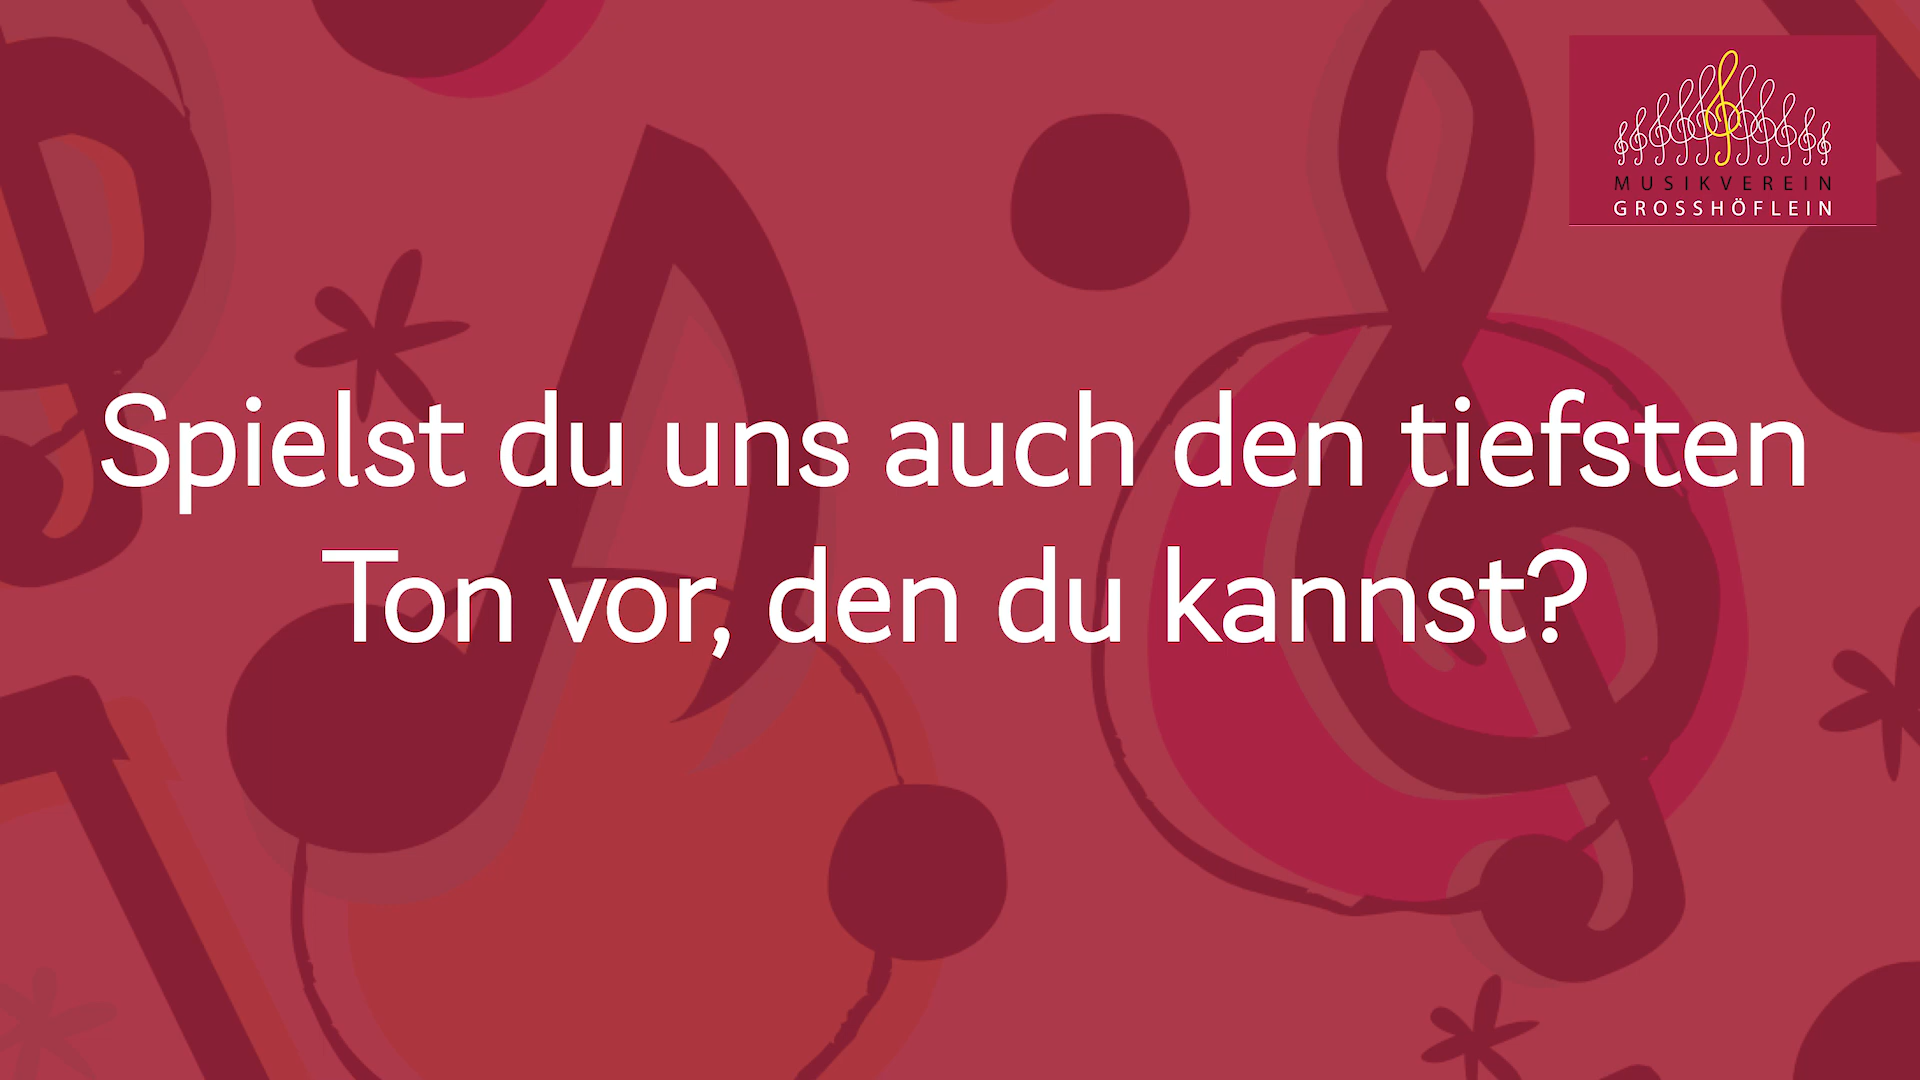 MUSIKVEREIN
GROSSHÖFLEIN
Spielst du uns auch den tiefsten
Ton vor, den du kannst?